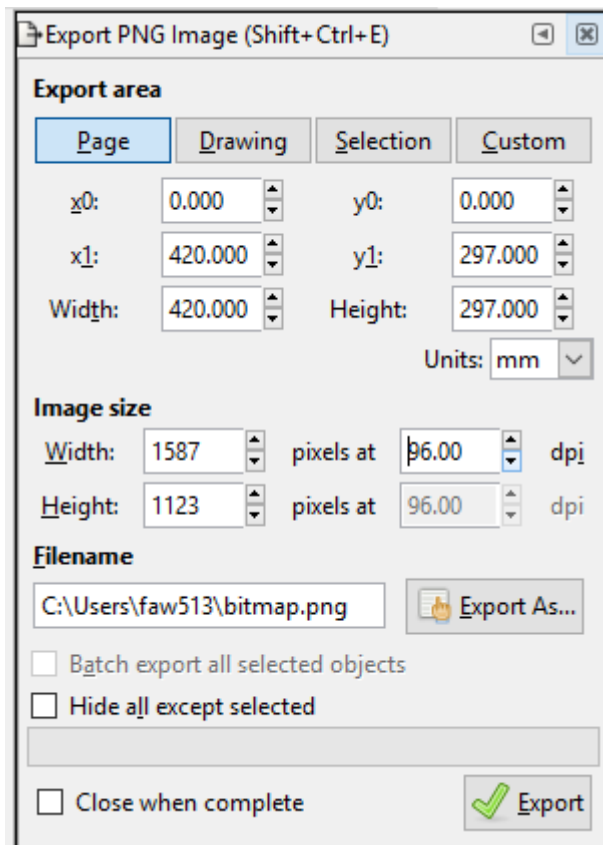 Export PNG Image (Shift+Ctrl+E)
Export area
Page Drawing Selection Custom
x0: 0.000 y0: 0.000
x1: 420.000 y1: 297.000
Width: 420.000 Height: 297.000
Units: mm
Image size
Width: 1587 pixels at 96.00 dpi
Height: 1123 pixels at 96.00 dpi
Filename
C:\Users\faw513\bitmap.png Export As...
Batch export all selected objects
Hide all except selected
Close when complete Export